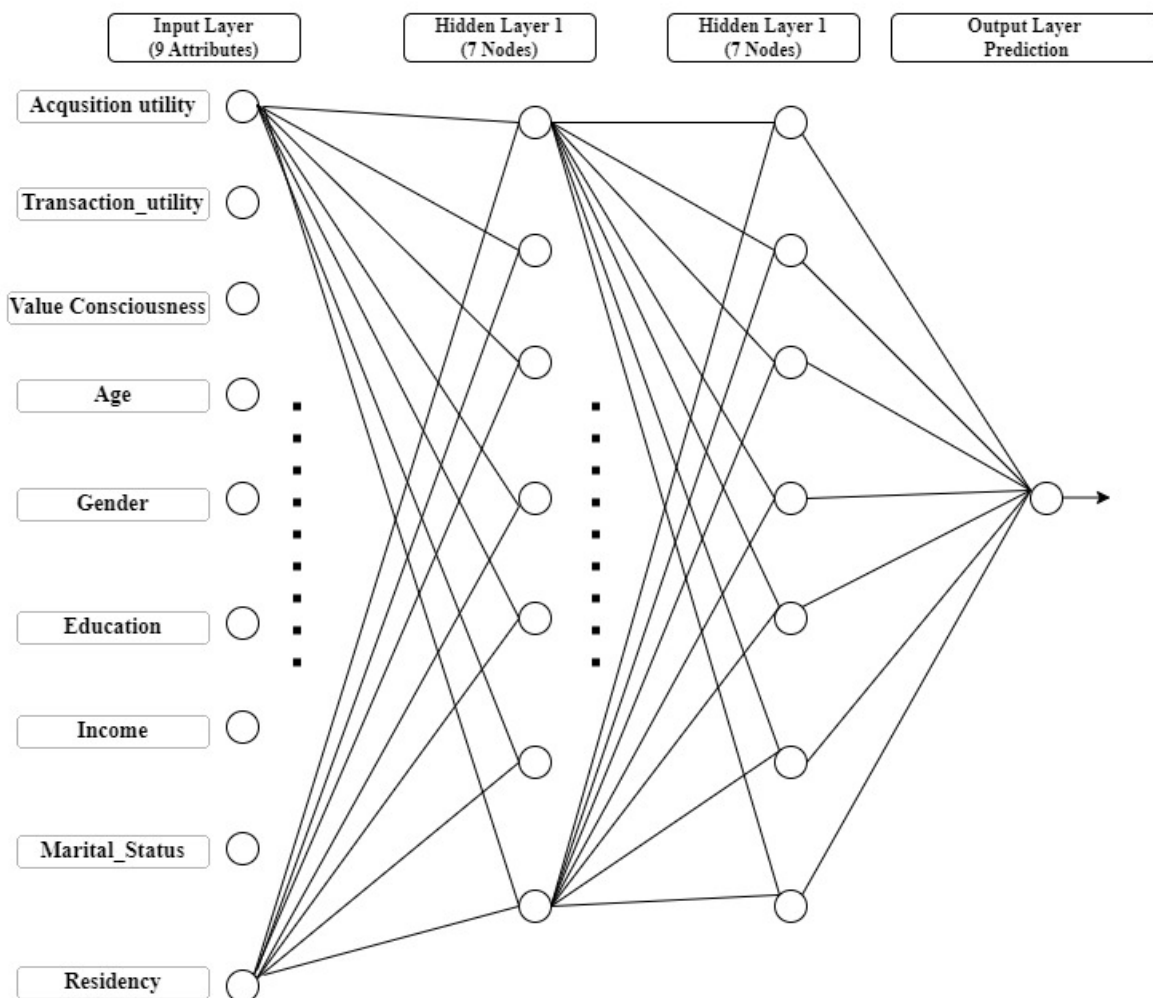 Input Layer
(9 Attributes)
Hidden Layer 1
(7 Nodes)
Hidden Layer 1
(7 Nodes)
Output Layer
Prediction
Acqusition utility
Transaction_utility
Value Consciousness
Age
Gender
Education
Income
Marital_Status
Residency